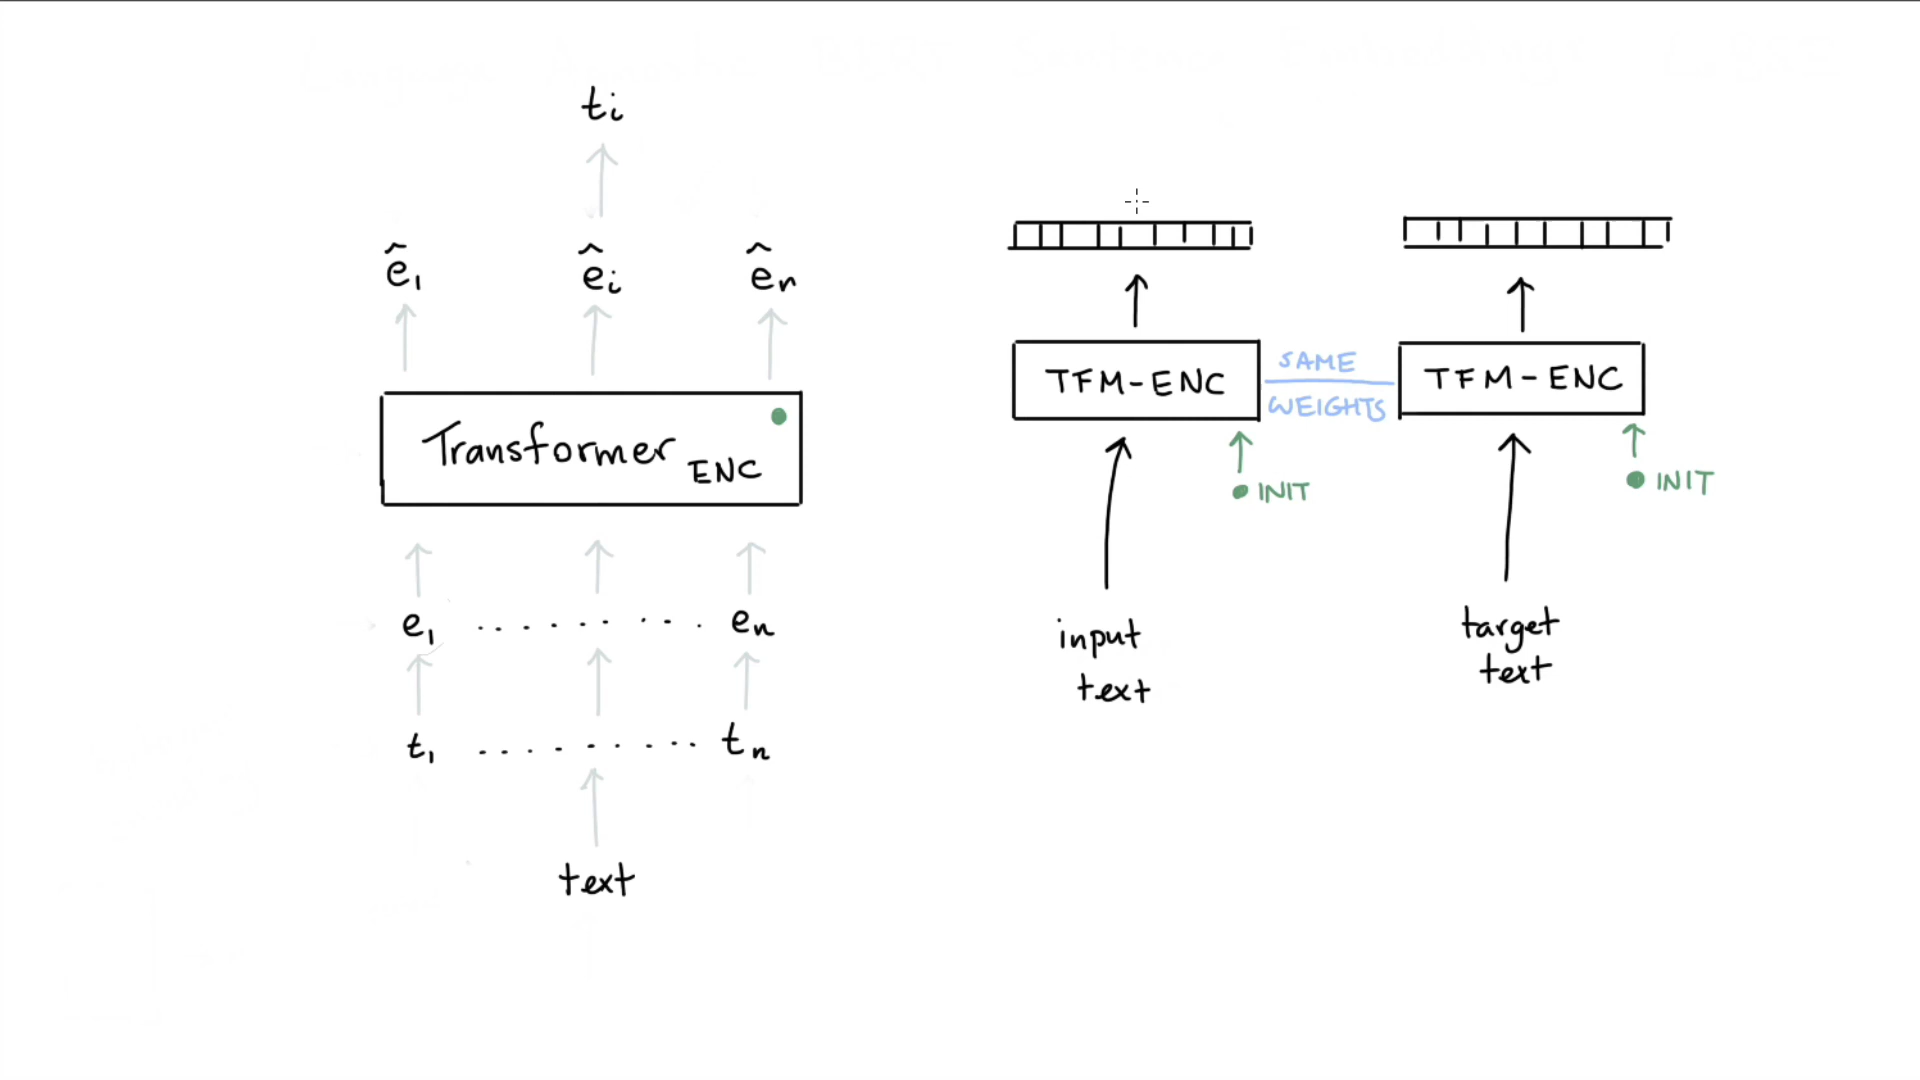 tᵢ
ê₁ êᵢ êₙ
Transformer ENC
e₁ ......... eₙ
t₁ ......... tₙ
text
TFM-ENC
SAME
WEIGHTS
TFM-ENC
INIT
INIT
input
text
target
text